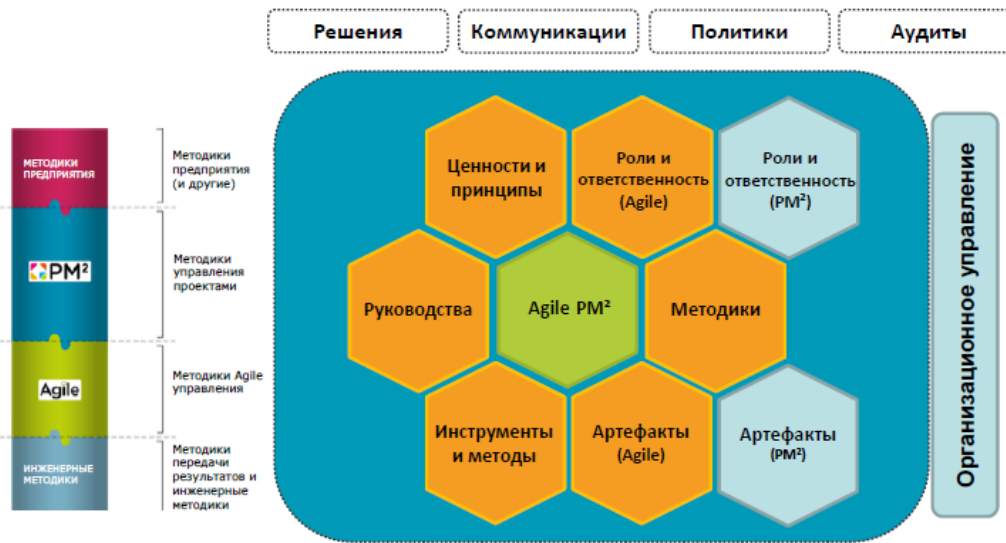 Решения
Коммуникации
Политики
Аудиты
МЕТОДИКИ
ПРЕДПРИЯТИЯ
Методики
предприятия
(и другие)
PM²
Методики
управления
проектами
Agile
Методики Agile
управления
ИНЖЕНЕРНЫЕ
МЕТОДИКИ
Методики
передачи
результатов и
инженерные
методики
Ценности и
принципы
Роли и
ответственность
(Agile)
Роли и
ответственность
(PM²)
Руководства
Agile PM²
Методики
Инструменты
и методы
Артефакты
(Agile)
Артефакты
(PM²)
Организационное управление